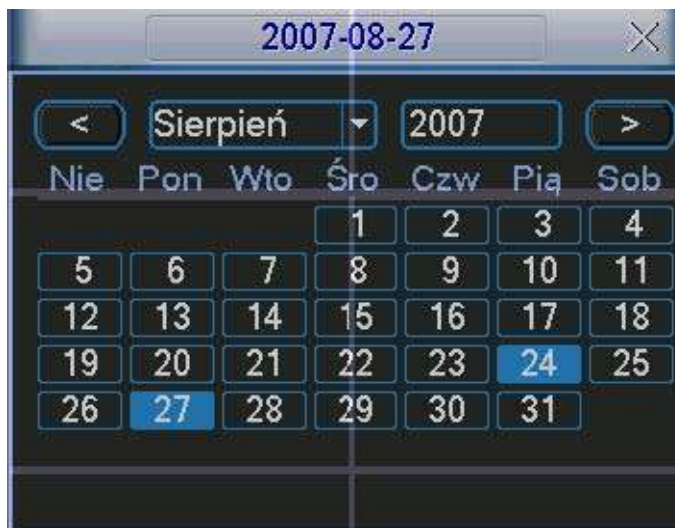 2007-08-27
< Sierpień 2007 >
Nie Pon Wto Śro Czw Pią Sob
1 2 3 4
5 6 7 8 9 10 11
12 13 14 15 16 17 18
19 20 21 22 23 24 25
26 27 28 29 30 31